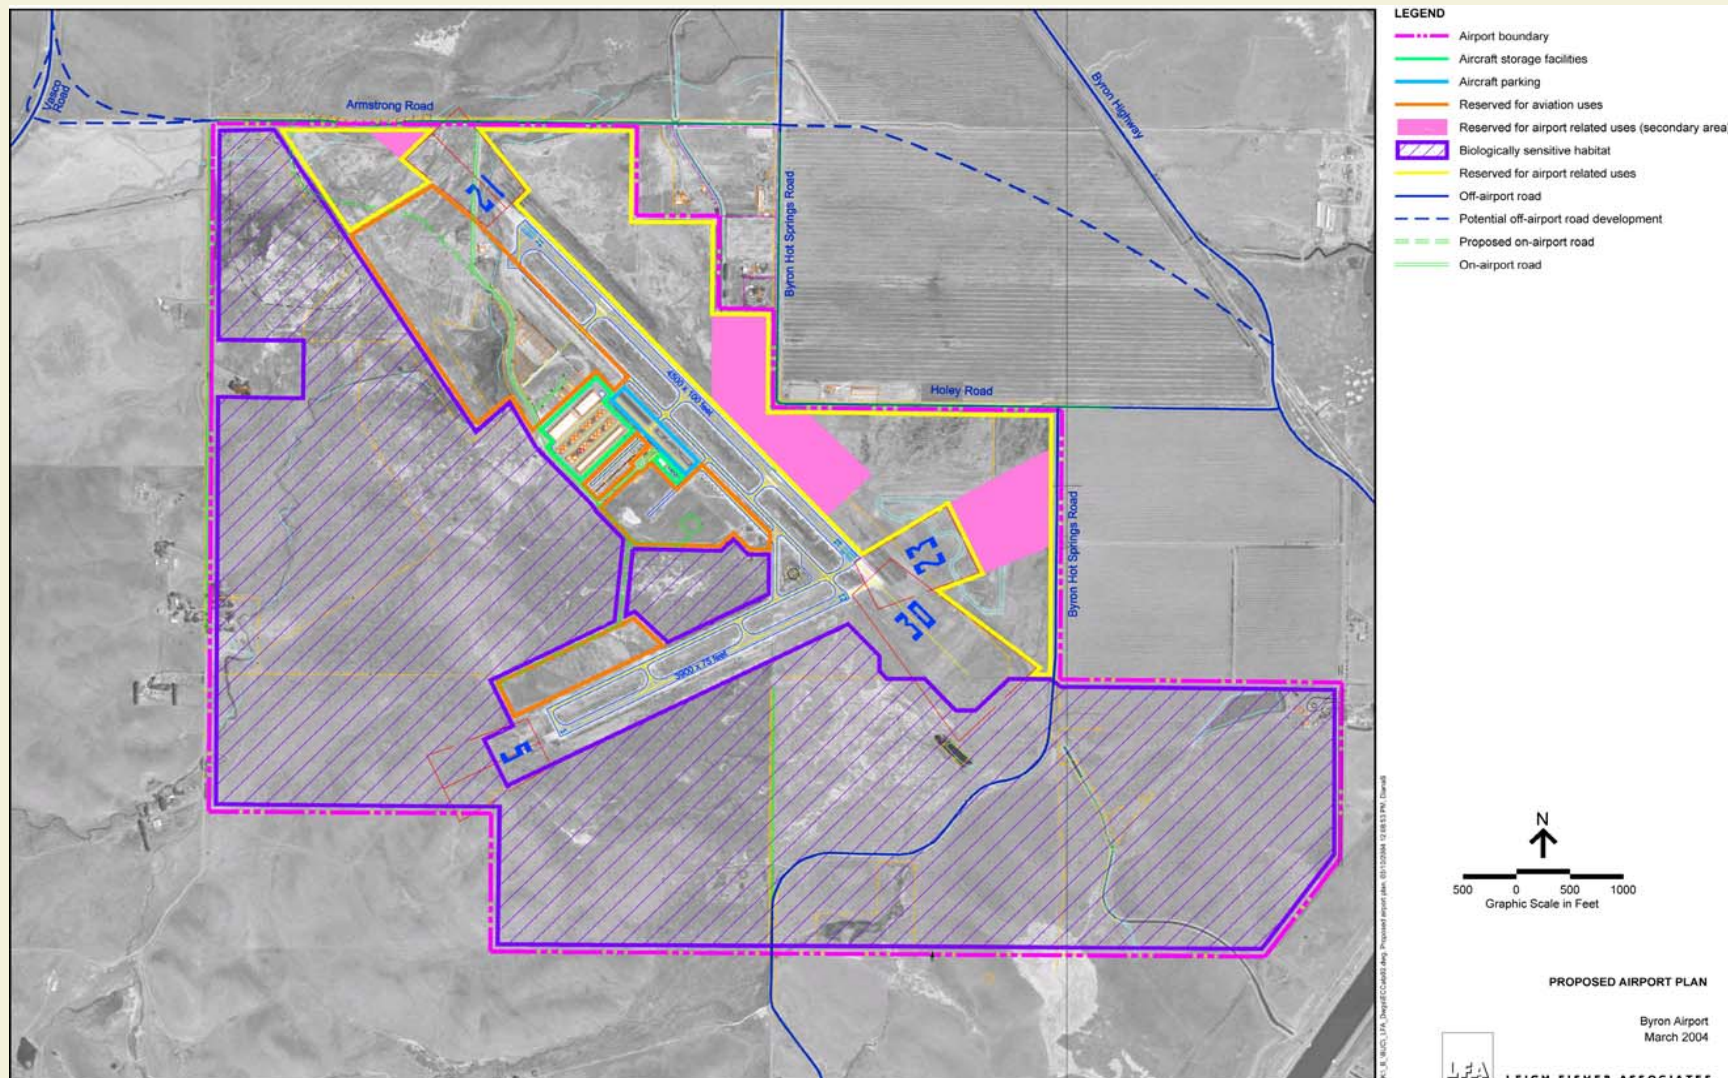 LEGEND
Airport boundary
Aircraft storage facilities
Aircraft parking
Reserved for aviation uses
Reserved for airport related uses (secondary area)
Biologically sensitive habitat
Reserved for airport related uses
Off-airport road
Potential off-airport road development
Proposed on-airport road
On-airport road
Vasco
Road
Armstrong Road
Byron Highway
Byron Hot Springs Road
Holey Road
4500 x 100 feet
23
30
Byron Hot Springs Road
3900 x 75 feet
5
N
500 0 500 1000
Graphic Scale in Feet
PROPOSED AIRPORT PLAN
Byron Airport
March 2004
LFA
LEIGH FISHER ASSOCIATES